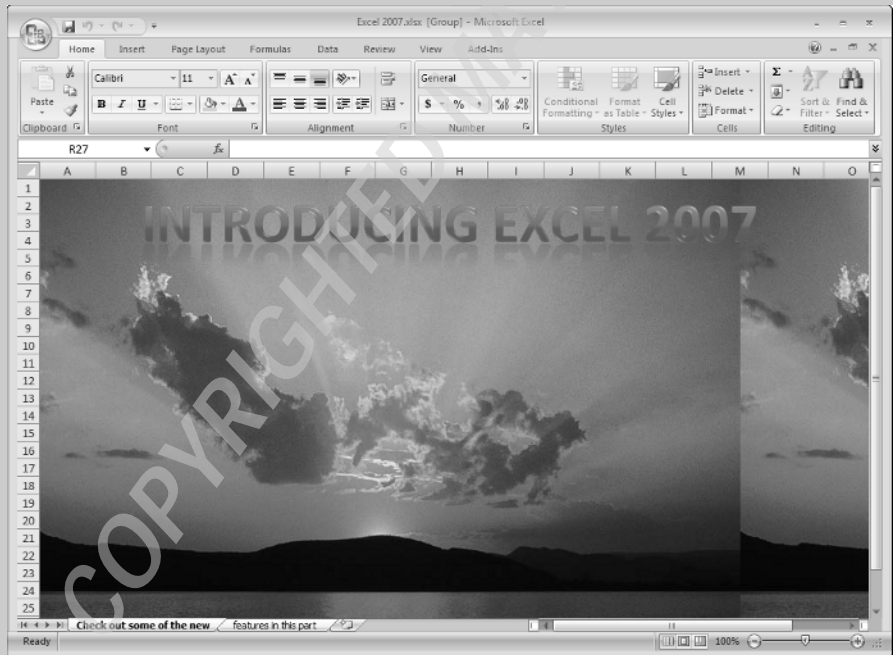 Excel 2007.xlsx [Group] - Microsoft Excel
Home Insert Page Layout Formulas Data Review View Add-Ins
Paste
Calibri 11 A A
B I U A
General
$ % , .00 .00
Conditional Formatting
Format as Table
Cell Styles
Insert
Delete
Format
Σ
Sort & Filter
Find & Select
Clipboard Font Alignment Number Styles Cells Editing
R27 fx
A B C D E F G H I J K L M N O
1
2
3
4
5
6
7
8
9
10
11
12
13
14
15
16
17
18
19
20
21
22
23
24
25
INTRODUCING EXCEL 2007
COPYRIGHTED MA
Check out some of the new features in this part
Ready 100%